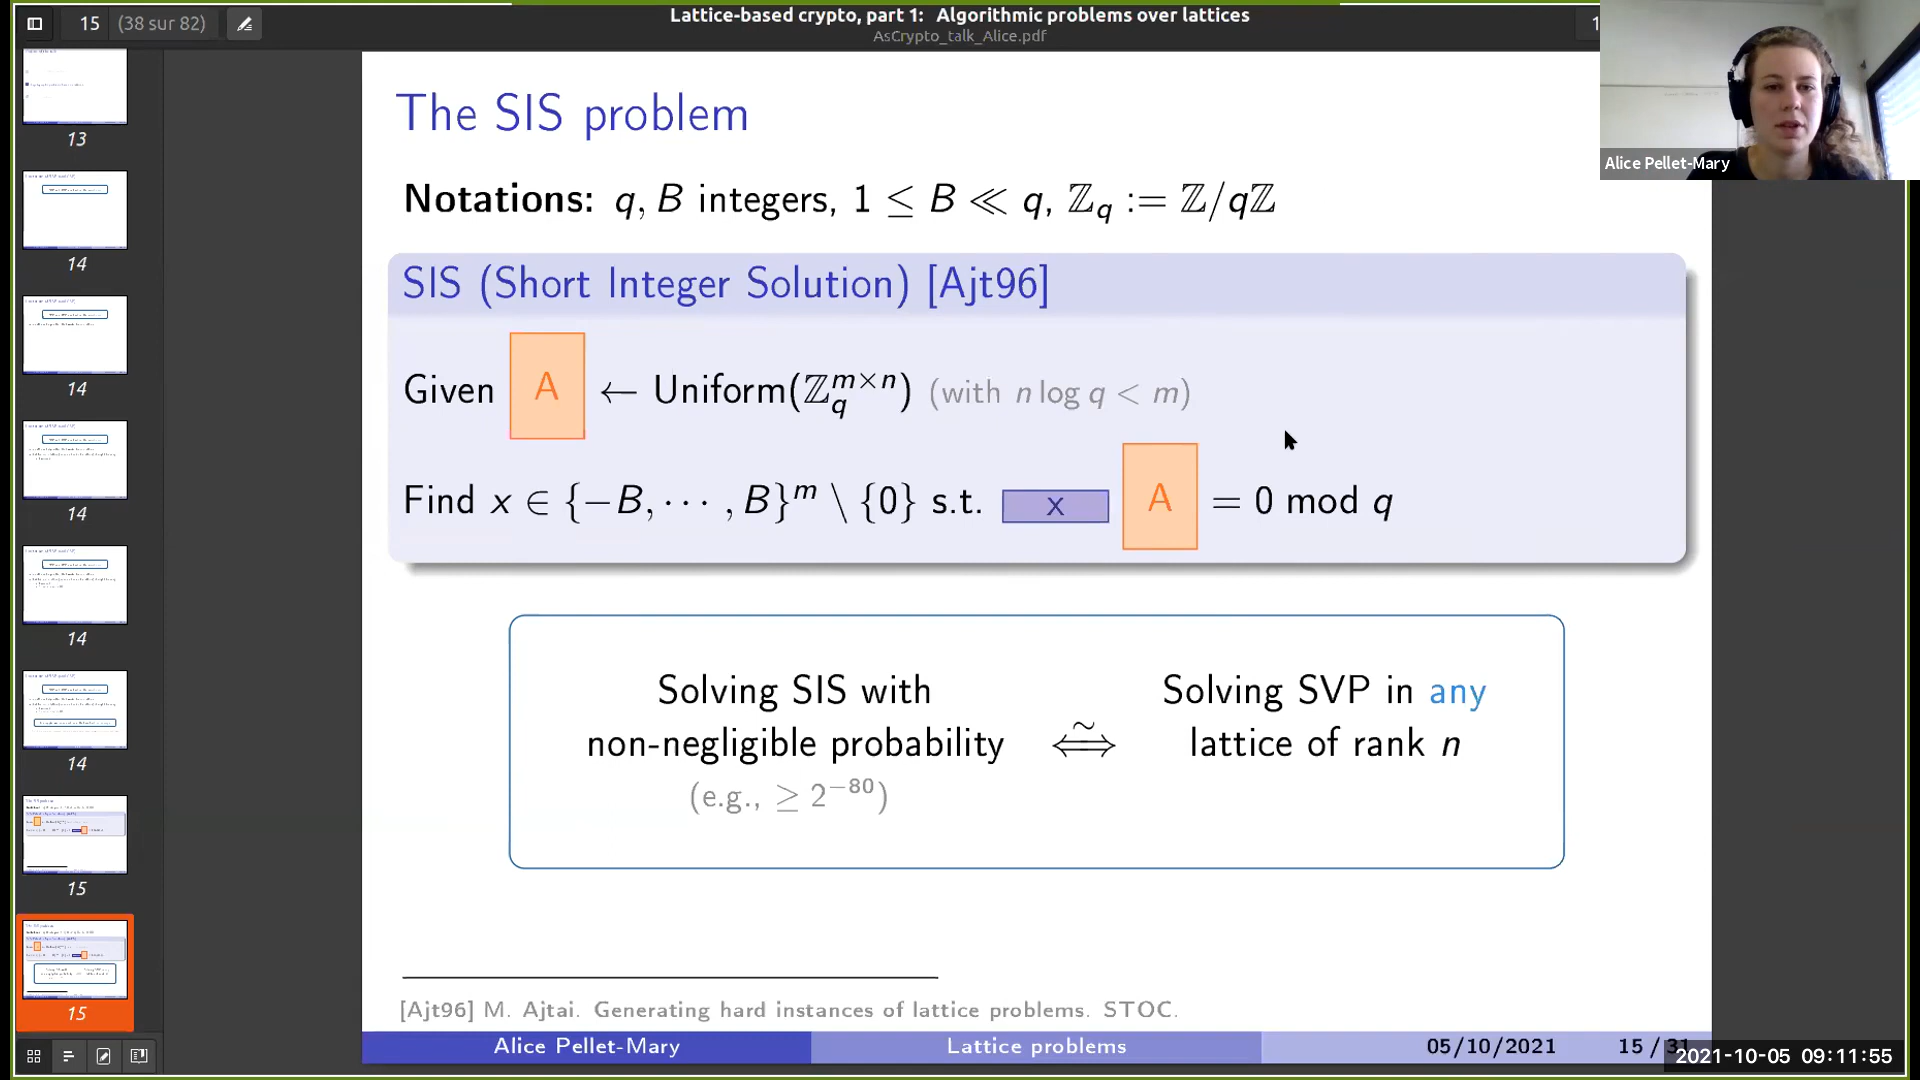 15 (38 sur 82)
Lattice-based crypto, part 1: Algorithmic problems over lattices
AsCrypto_talk_Alice.pdf
Alice Pellet-Mary
13
14
14
14
14
14
15
15
The SIS problem
Notations: q, B integers, 1 ≤ B ≪ q, ℤ_q := ℤ/qℤ
SIS (Short Integer Solution) [Ajt96]
Given A ← Uniform(ℤ_q^{m×n}) (with n log q < m)
Find x ∈ {−B, ⋯ , B}^m \ {0} s.t. x A = 0 mod q
Solving SIS with
non-negligible probability
(e.g., ≥ 2^{−80})
⇔̃
Solving SVP in any
lattice of rank n
[Ajt96] M. Ajtai. Generating hard instances of lattice problems. STOC.
Alice Pellet-Mary Lattice problems 05/10/2021 15 / 31
2021-10-05 09:11:55